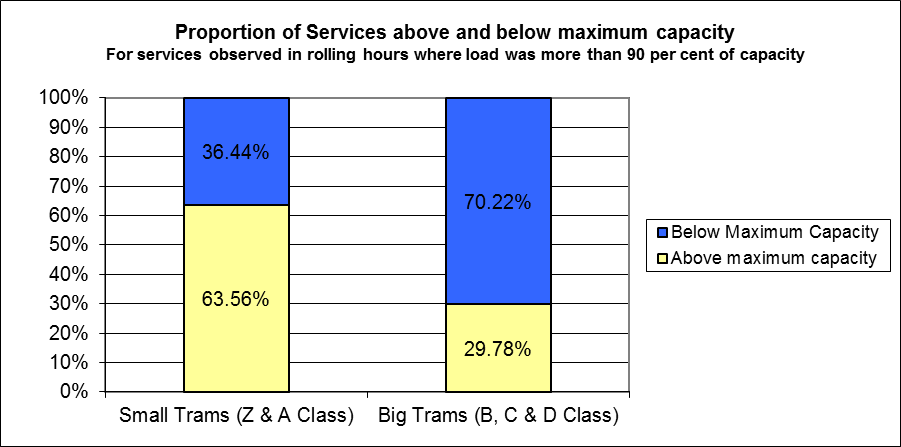 Proportion of Services above and below maximum capacity
For services observed in rolling hours where load was more than 90 per cent of capacity
100%
90%
80%
70%
60%
50%
40%
30%
20%
10%
0%
36.44%
63.56%
70.22%
29.78%
Small Trams (Z & A Class)
Big Trams (B, C & D Class)
Below Maximum Capacity
Above maximum capacity